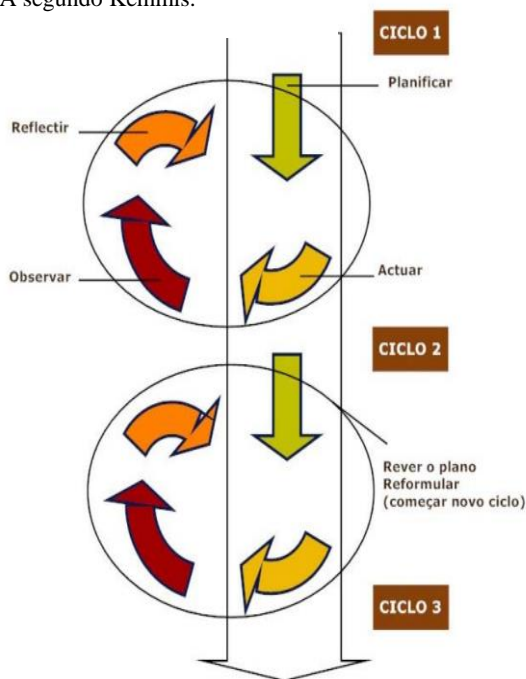 A segundo Kemmis:
CICLO 1
Planificar
Reflectir
Observar
Actuar
CICLO 2
Rever o plano
Reformular
(começar novo ciclo)
CICLO 3